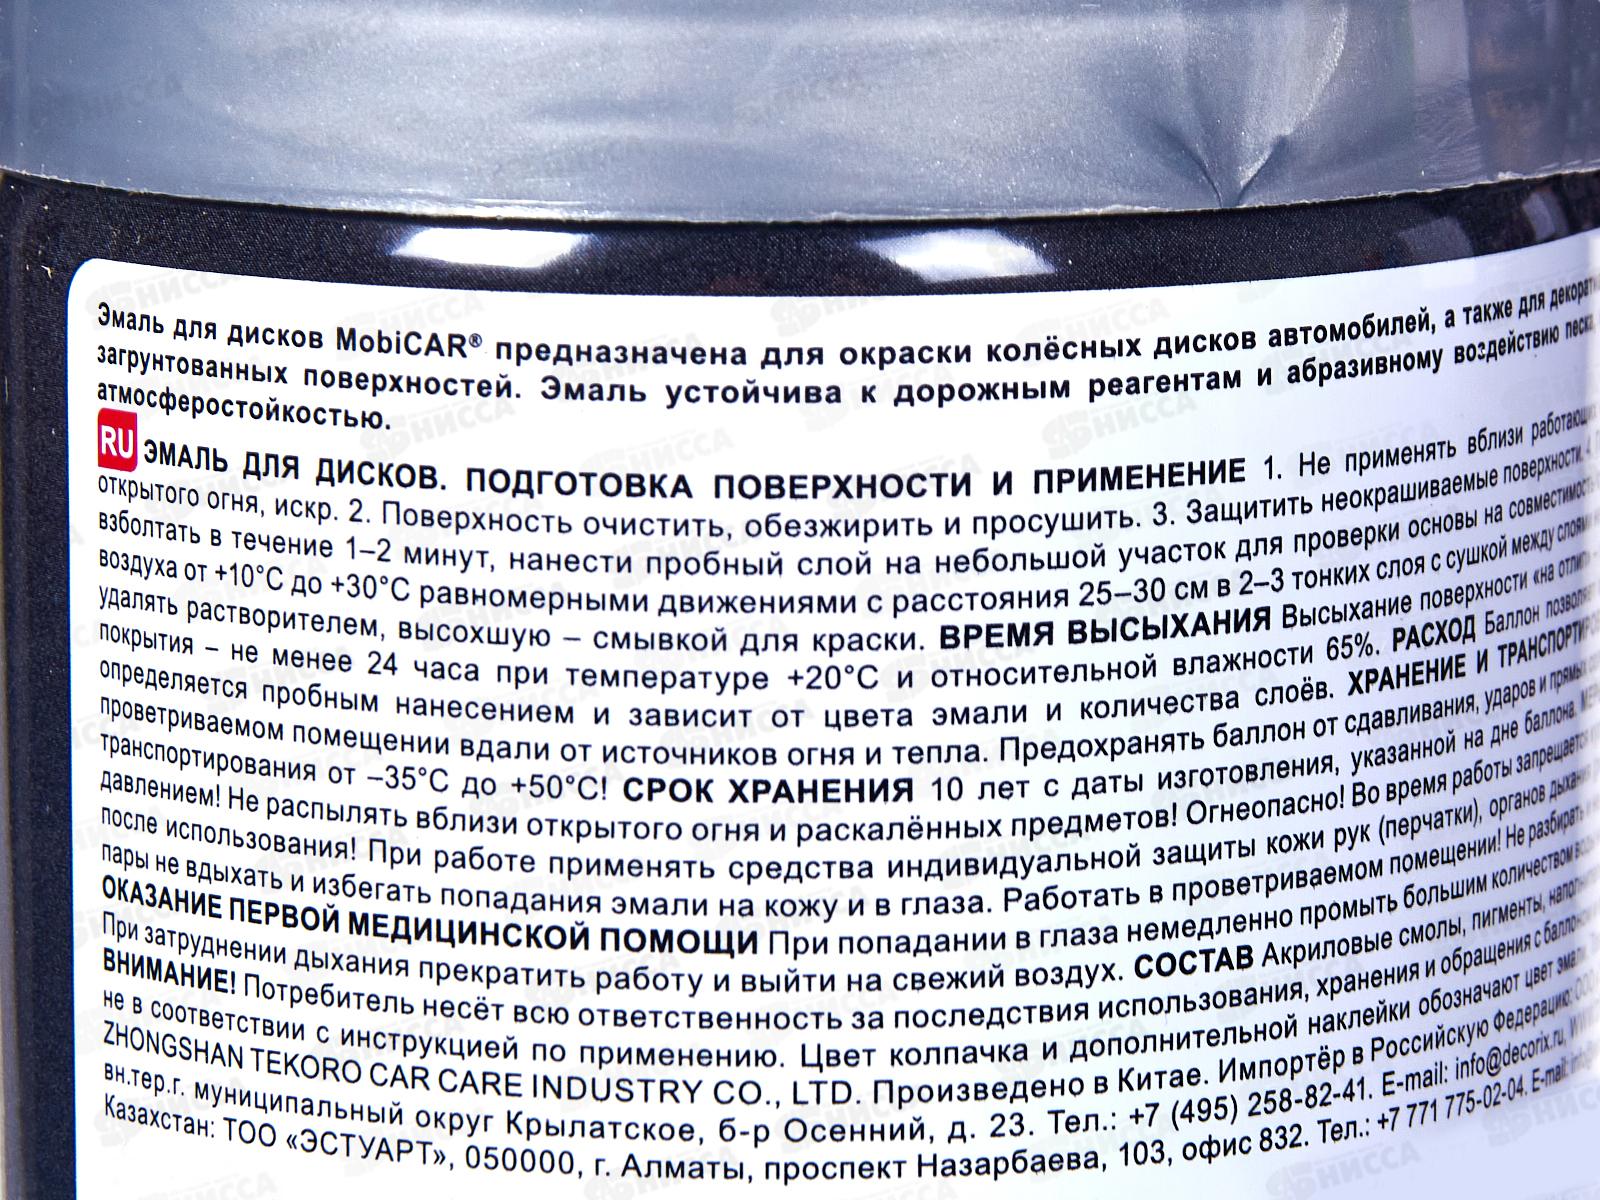 Эмаль для дисков MobiCAR® предназначена для окраски колёсных дисков автомобилей, а также для
загрунтованных поверхностей. Эмаль устойчива к дорожным реагентам и абразивному воздействию песка,
атмосферостойкостью.
RU ЭМАЛЬ ДЛЯ ДИСКОВ. ПОДГОТОВКА ПОВЕРХНОСТИ И ПРИМЕНЕНИЕ 1. Не применять вблизи
открытого огня, искр. 2. Поверхность очистить, обезжирить и просушить. 3. Защитить неокрашиваемые поверхности. 4.
взболтать в течение 1–2 минут, нанести пробный слой на небольшой участок для проверки основы на
воздуха от +10°C до +30°C равномерными движениями с расстояния 25–30 см в 2–3 тонких слоя с сушкой между слоями
удалять растворителем, высохшую – смывкой для краски. ВРЕМЯ ВЫСЫХАНИЯ Высыхание поверхности «на отлип»
покрытия – не менее 24 часа при температуре +20°C и относительной влажности 65%. РАСХОД Баллон
определяется пробным нанесением и зависит от цвета эмали и количества слоёв. ХРАНЕНИЕ И
проветриваемом помещении вдали от источников огня и тепла. Предохранять баллон от сдавливания, ударов и прямых
транспортирования от –35°C до +50°C! СРОК ХРАНЕНИЯ 10 лет с даты изготовления, указанной на дне баллона.
давлением! Не распылять вблизи открытого огня и раскалённых предметов! Огнеопасно! Во время работы запрещается
после использования! При работе применять средства индивидуальной защиты кожи рук (перчатки), органов дыхания
пары не вдыхать и избегать попадания эмали на кожу и в глаза. Работать в проветриваемом помещении! Не разбирать
ОКАЗАНИЕ ПЕРВОЙ МЕДИЦИНСКОЙ ПОМОЩИ При попадании в глаза немедленно промыть большим количеством
При затруднении дыхания прекратить работу и выйти на свежий воздух. СОСТАВ Акриловые смолы, пигменты,
ВНИМАНИЕ! Потребитель несёт всю ответственность за последствия использования, хранения и обращения с
не в соответствии с инструкцией по применению. Цвет колпачка и дополнительной наклейки обозначают цвет эмали.
ZHONGSHAN TEKORO CAR CARE INDUSTRY CO., LTD. Произведено в Китае. Импортёр в Российскую Федерацию: ООО
вн.тер.г. муниципальный округ Крылатское, б-р Осенний, д. 23. Тел.: +7 (495) 258-82-41. E-mail: info@decorix.ru,
Казахстан: ТОО «ЭСТУАРТ», 050000, г. Алматы, проспект Назарбаева, 103, офис 832. Тел.: +7 771 775-02-04. E-mail: